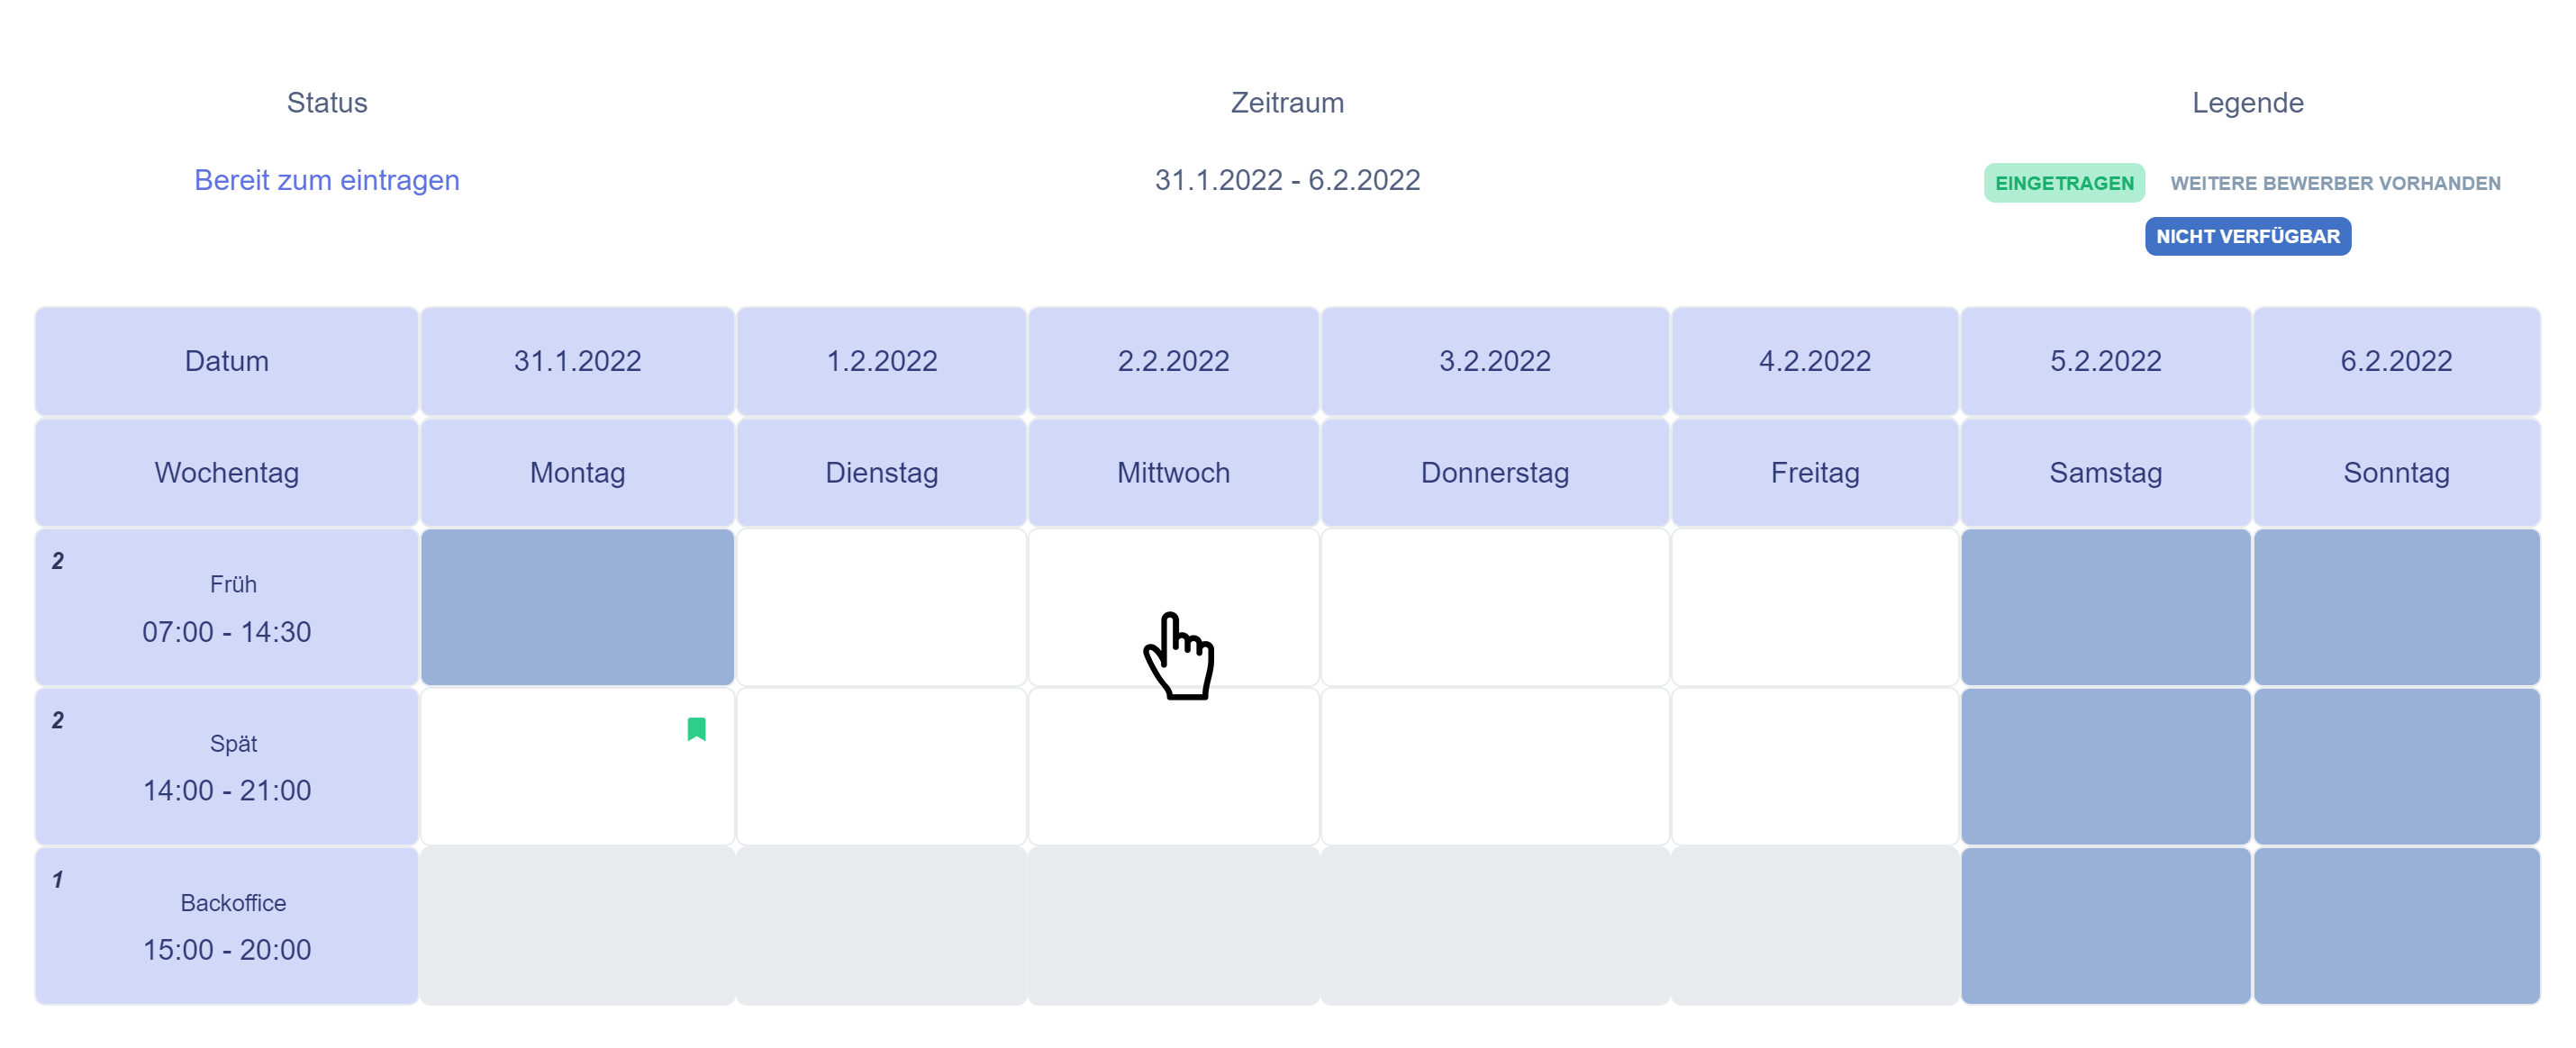 Status
Zeitraum
Legende
Bereit zum eintragen
31.1.2022 - 6.2.2022
EINGETRAGEN WEITERE BEWERBER VORHANDEN
NICHT VERFÜGBAR
Datum 31.1.2022 1.2.2022 2.2.2022 3.2.2022 4.2.2022 5.2.2022 6.2.2022
Wochentag Montag Dienstag Mittwoch Donnerstag Freitag Samstag Sonntag
2
Früh
07:00 - 14:30
2
Spät
14:00 - 21:00
1
Backoffice
15:00 - 20:00